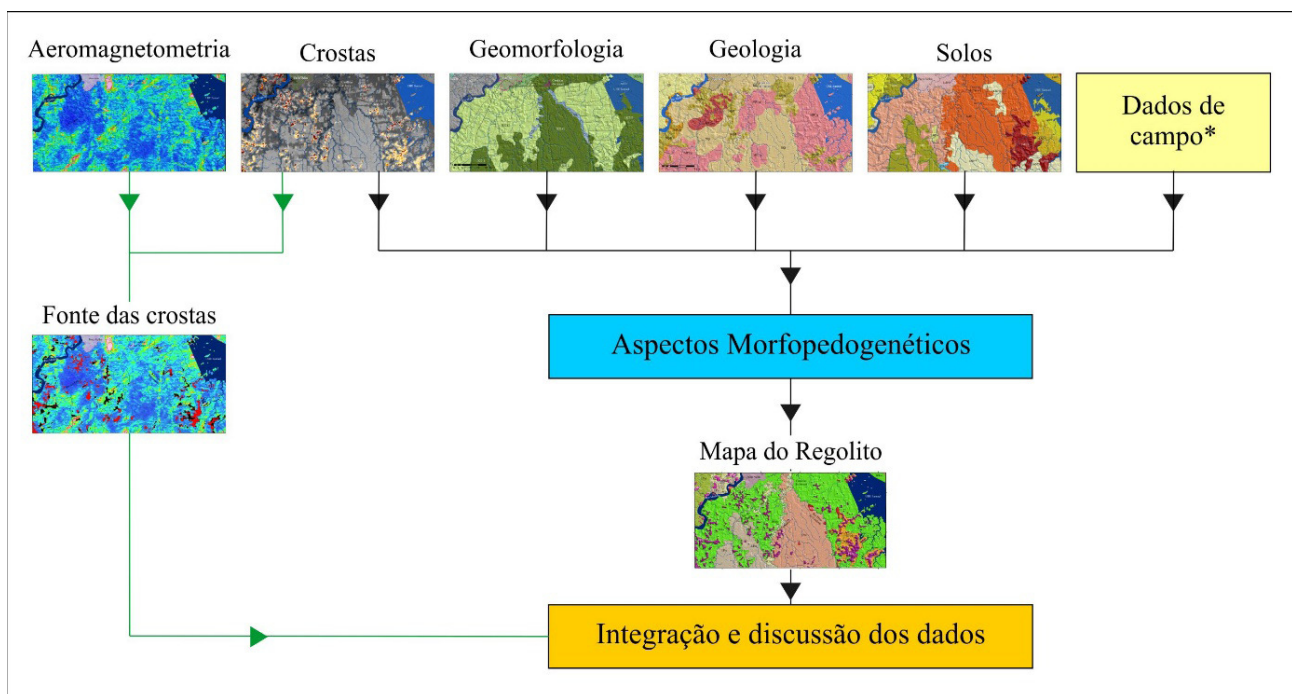 Aeromagnetometria
Crostas
Geomorfologia
Geologia
Solos
Dados de
campo*
Fonte das crostas
Aspectos Morfopedogenéticos
Mapa do Regolito
Integração e discussão dos dados